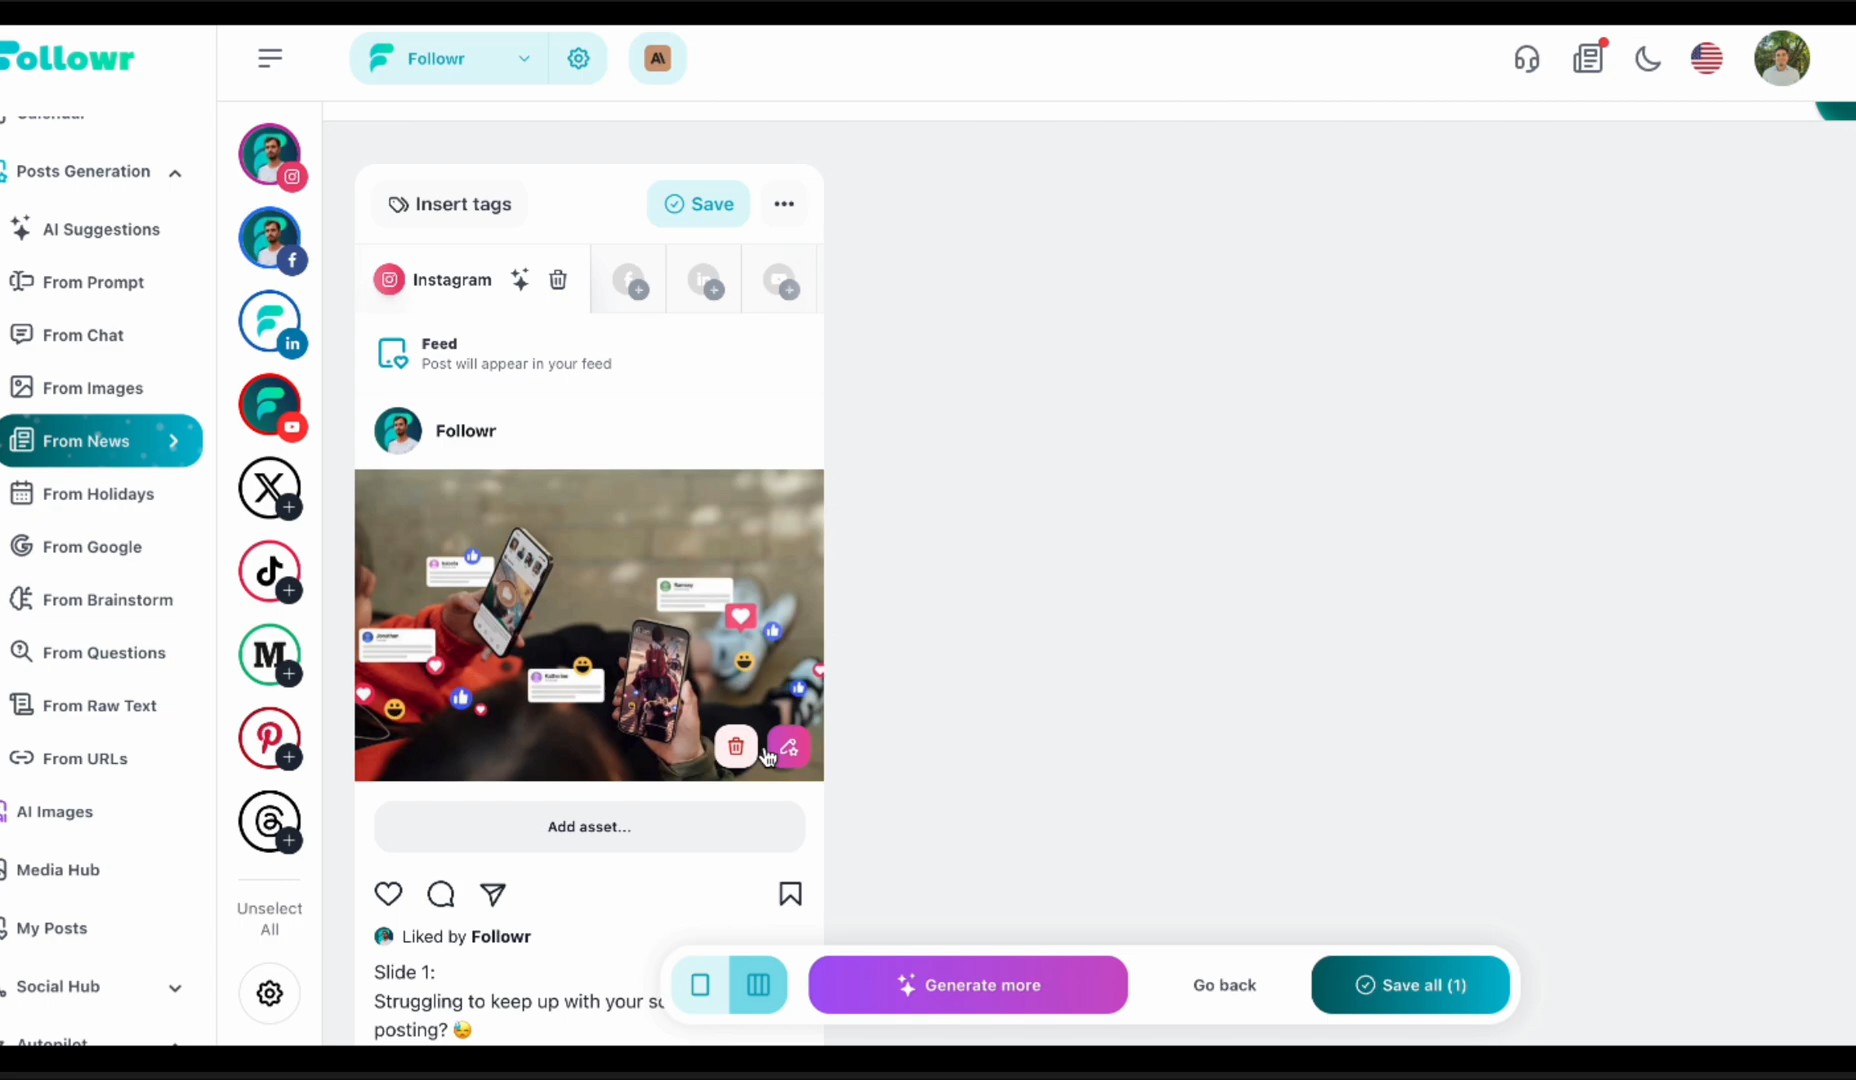 Followr
Followr
AI
Calendar
Posts Generation
AI Suggestions
From Prompt
From Chat
From Images
From News
From Holidays
From Google
From Brainstorm
From Questions
From Raw Text
From URLs
AI Images
Media Hub
My Posts
Social Hub
Autopilot
Unselect
All
Insert tags
Save
Instagram
Feed
Post will appear in your feed
Followr
Add asset...
Liked by Followr
Slide 1:
Struggling to keep up with your
posting? 😓
Generate more
Go back
Save all (1)